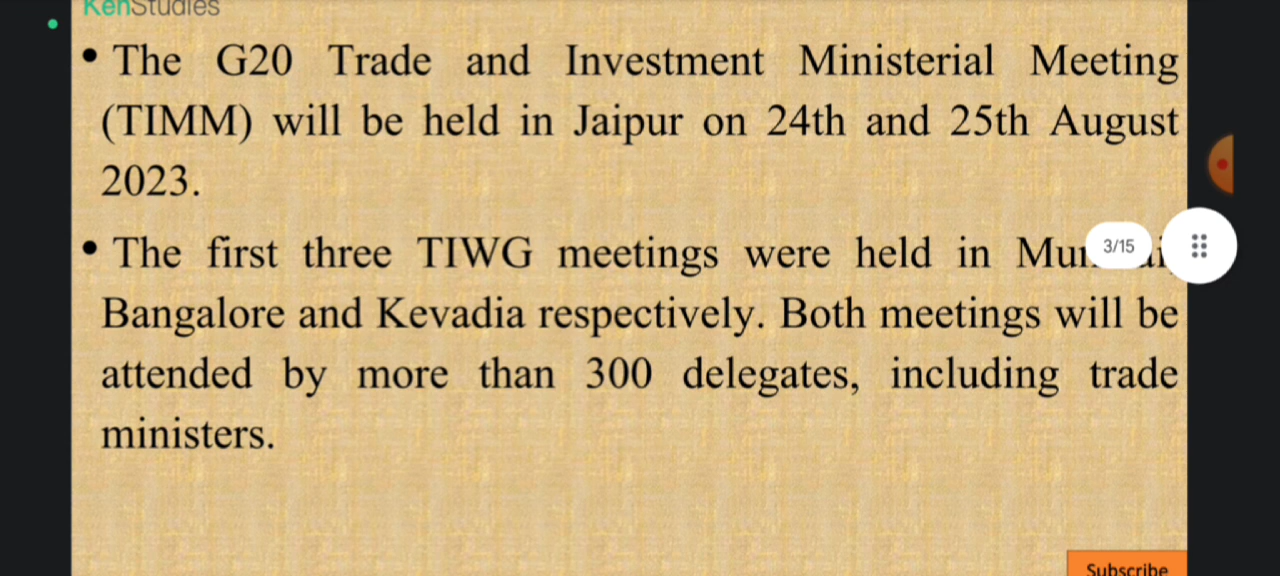 KenStudies
• The G20 Trade and Investment Ministerial Meeting
(TIMM) will be held in Jaipur on 24th and 25th August
2023.
• The first three TIWG meetings were held in
3/15
Bangalore and Kevadia respectively. Both meetings will be
attended by more than 300 delegates, including trade
ministers.
Subscribe